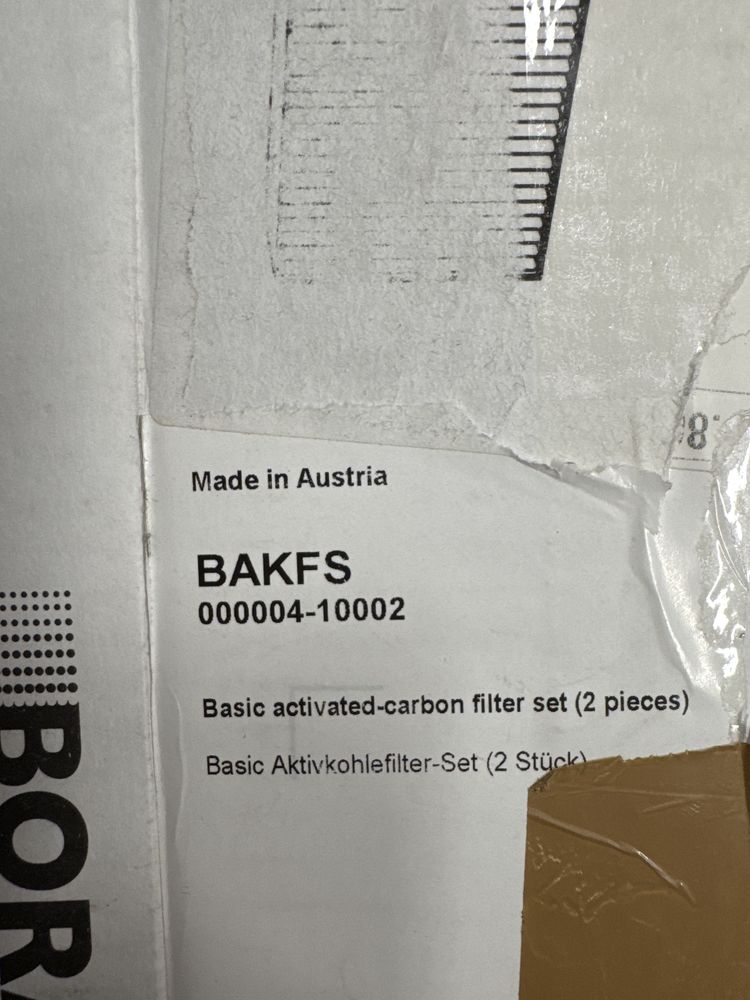 8
Made in Austria
BAKFS
000004-10002
Basic activated-carbon filter set (2 pieces)
Basic Aktivkohlefilter-Set (2 Stück)
BOR